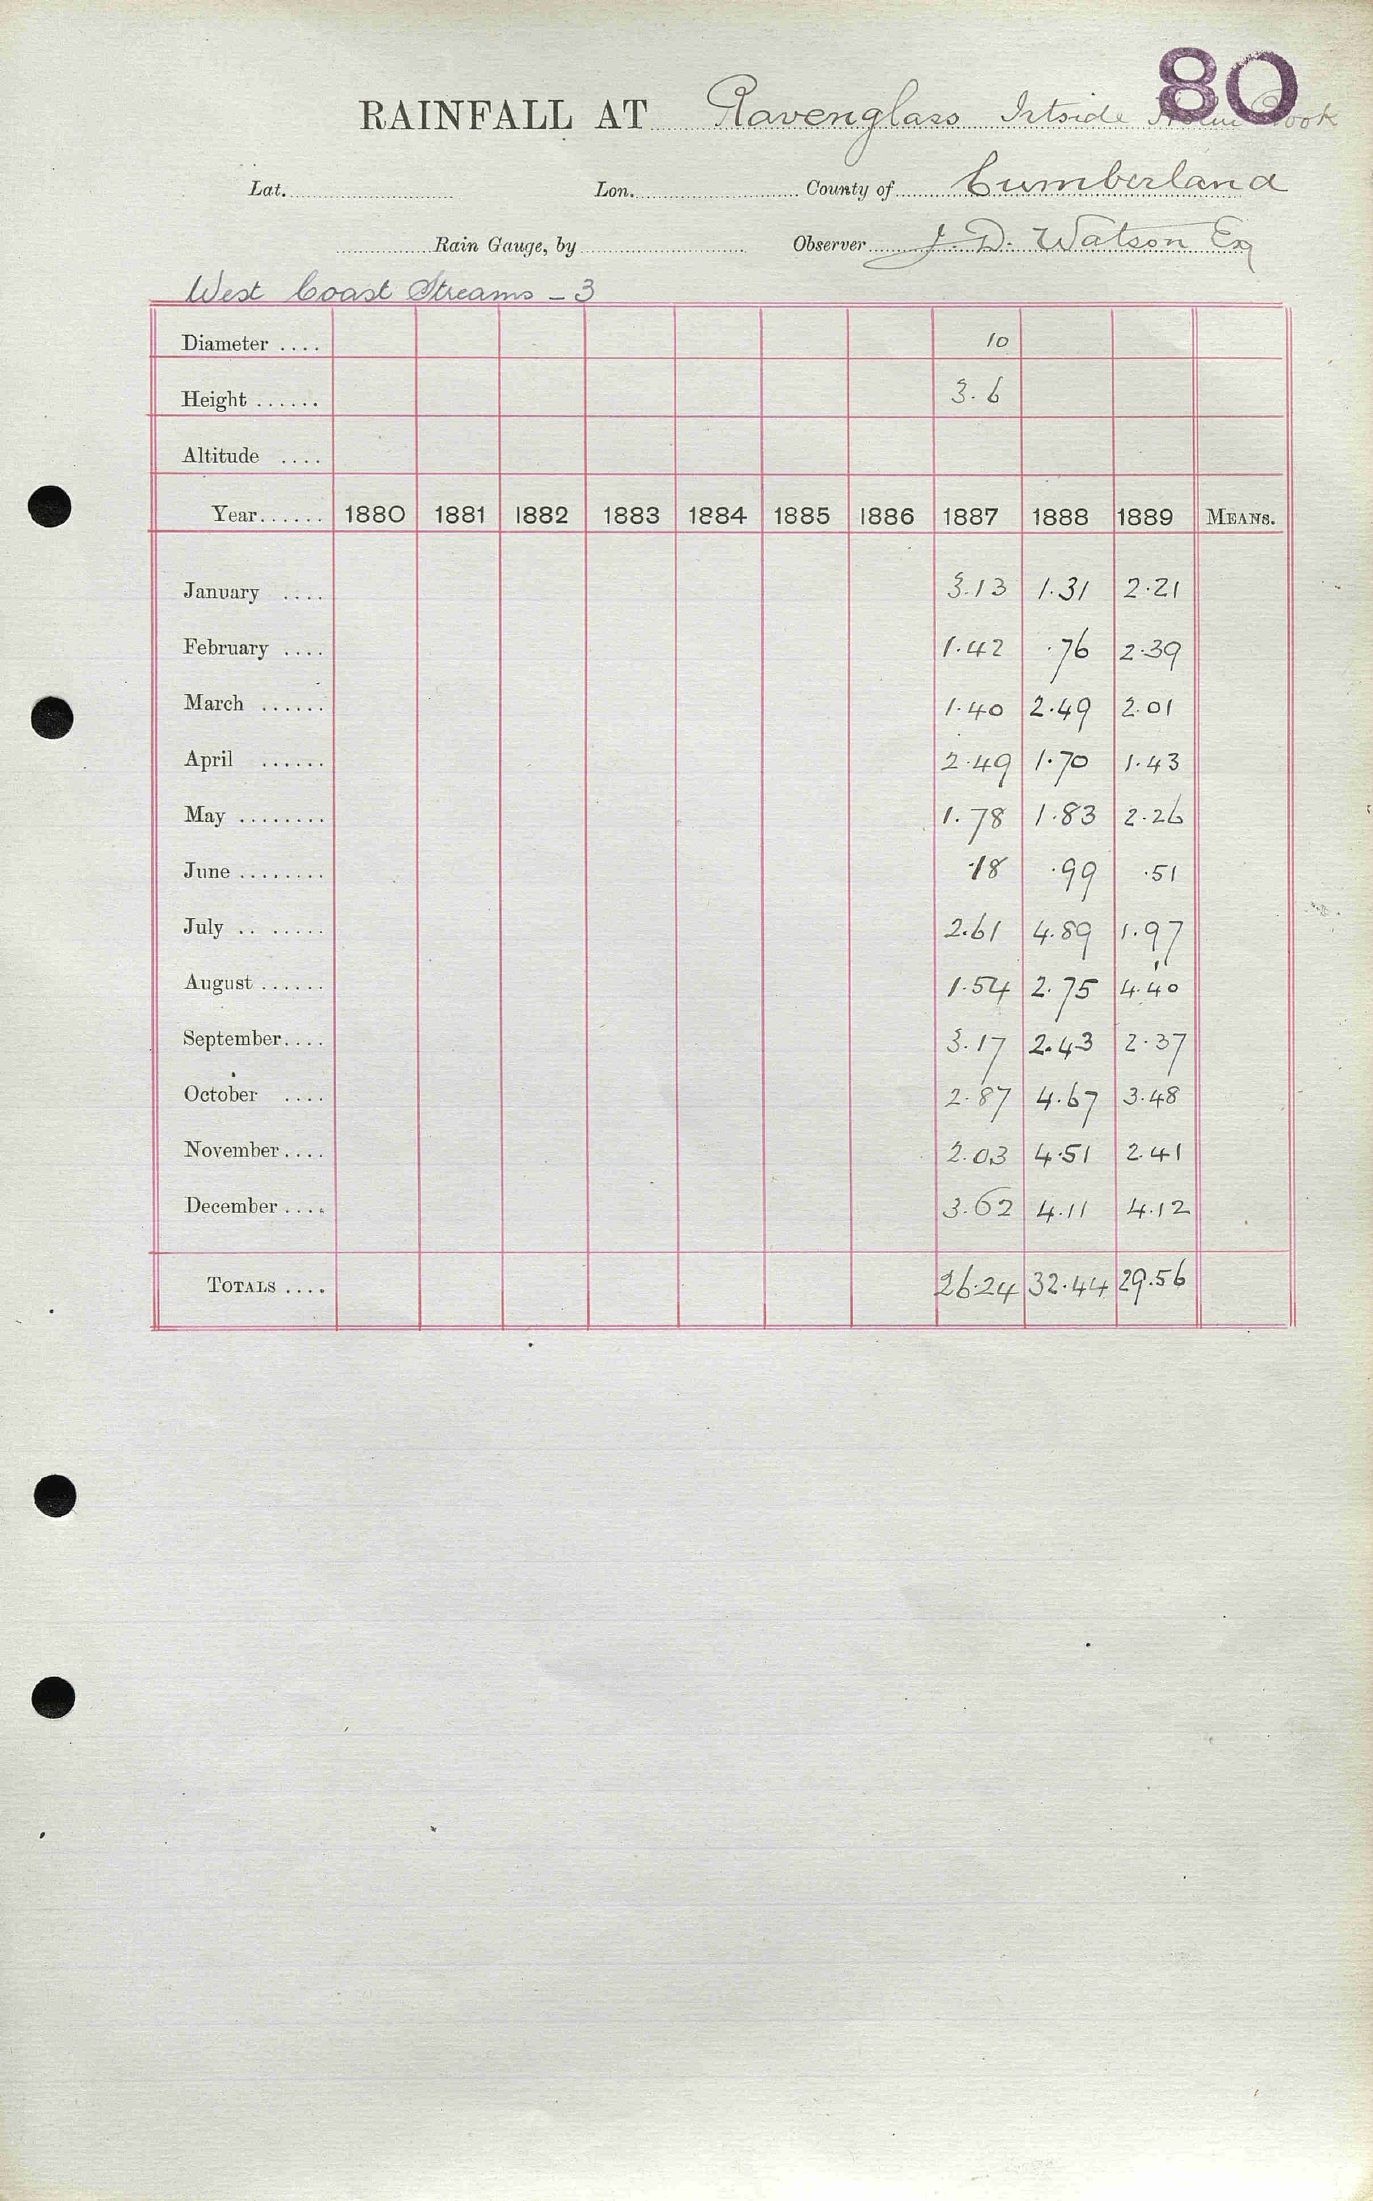 80
RAINFALL AT Ravenglass Irtside Holm Rook
Lat. Lon. County of Cumberland
Rain Gauge, by Observer J. D. Watson Esq
West Coast Streams - 3
Diameter .... 10
Height ...... 3.6
Altitude ....
Year...... 1880 1881 1882 1883 1884 1885 1886 1887 1888 1889 MEANS.
January .... 3.13 1.31 2.21
February .... 1.42 .76 2.39
March ...... 1.40 2.49 2.01
April ...... 2.49 1.70 1.43
May ........ 1.78 1.83 2.26
June ........ .18 .99 .51
July .. ...... 2.61 4.89 1.97
August ...... 1.54 2.75 4.40
September.... 3.17 2.43 2.37
October .... 2.87 4.67 3.48
November.... 2.03 4.51 2.41
December.... 3.62 4.11 4.12
TOTALS .... 26.24 32.44 29.56